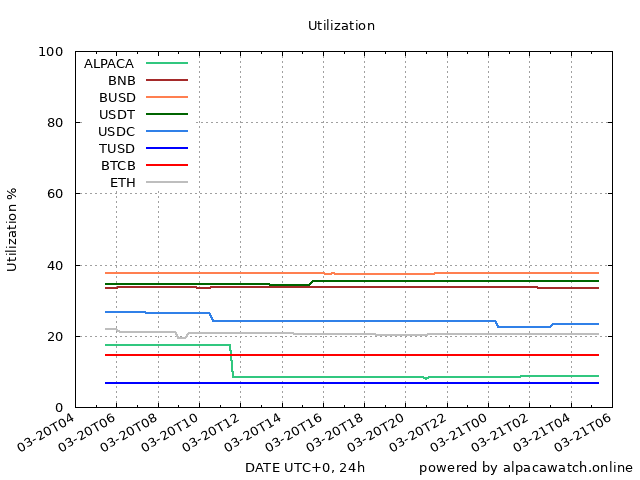 Utilization
100
80
60
40
20
0
Utilization %
ALPACA
BNB
BUSD
USDT
USDC
TUSD
BTCB
ETH
03-20T04
03-20T06
03-20T08
03-20T10
03-20T12
03-20T14
03-20T16
03-20T18
03-20T20
03-20T22
03-21T00
03-21T02
03-21T04
03-21T06
DATE UTC+0, 24h
powered by alpacawatch.online